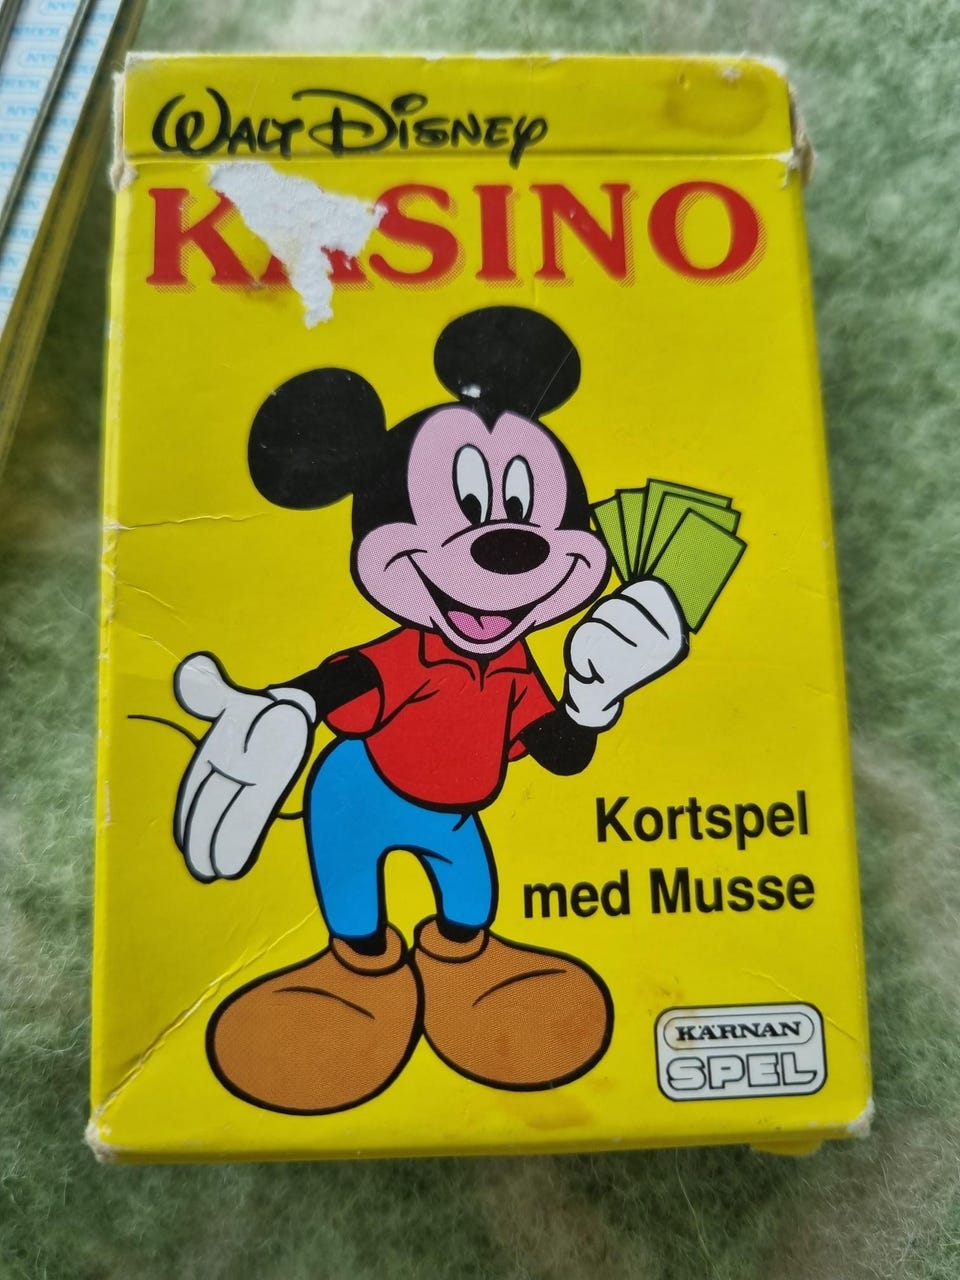 Walt Disney
KASINO
Kortspel
med Musse
KÄRNAN
SPEL